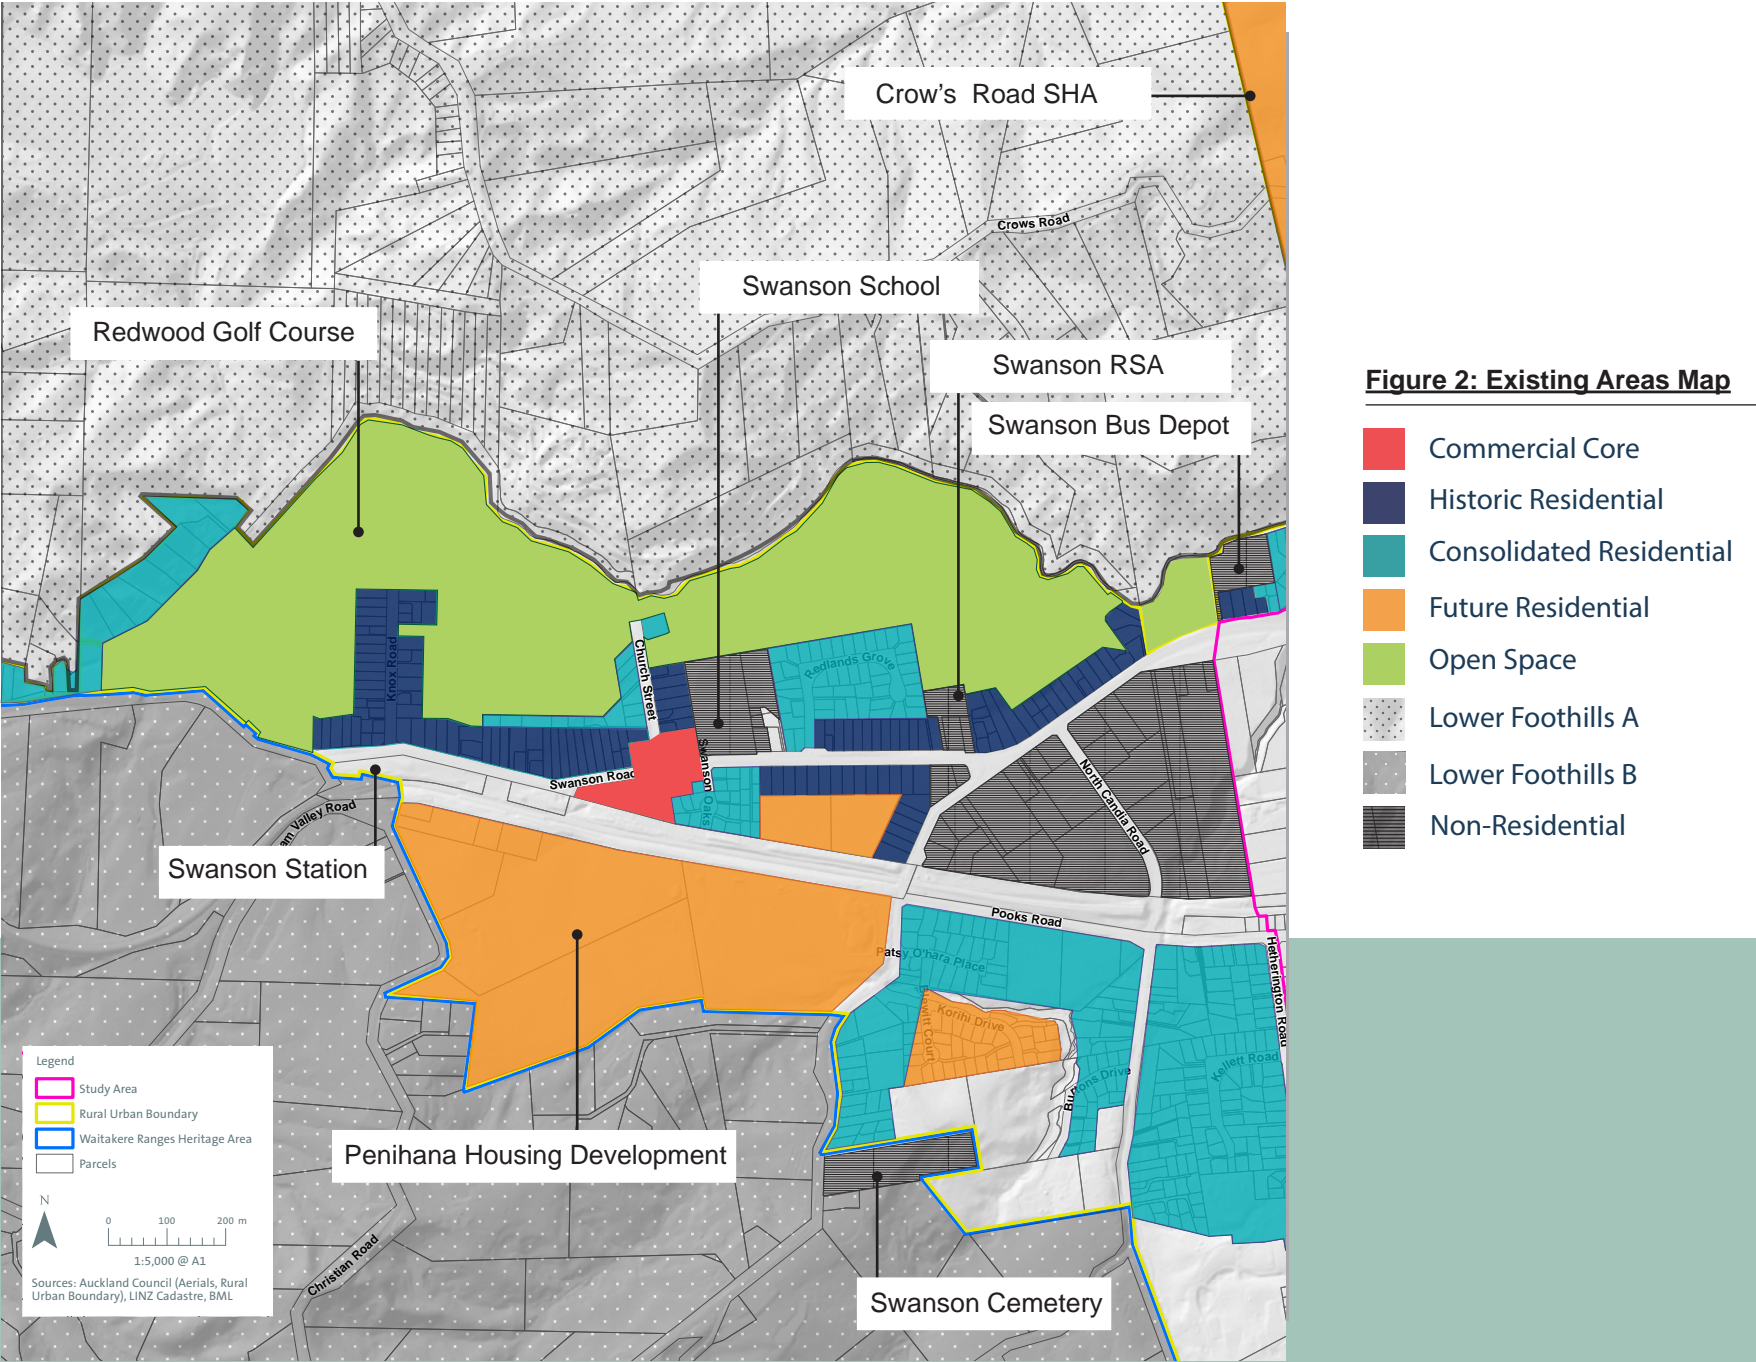 Crow's  Road SHA
Crows Road
Swanson School
Redwood Golf Course
Swanson RSA
Swanson Bus Depot
Knox Road
Church Street
Redlands Grove
Swanson Road
Swanson Oaks
North Candia Road
Swanson Station
Pooks Road
Patsy O'hara Place
Korihi Drive
Kellett Road
Hetherington Road
Penihana Housing Development
Christian Road
Swanson Cemetery
Legend
Study Area
Rural Urban Boundary
Waitakere Ranges Heritage Area
Parcels
N
0 100 200 m
1:5,000 @ A1
Sources: Auckland Council (Aerials, Rural
Urban Boundary), LINZ Cadastre, BML
Figure 2: Existing Areas Map
Commercial Core
Historic Residential
Consolidated Residential
Future Residential
Open Space
Lower Foothills A
Lower Foothills B
Non-Residential
Valley Road
Court
Drive